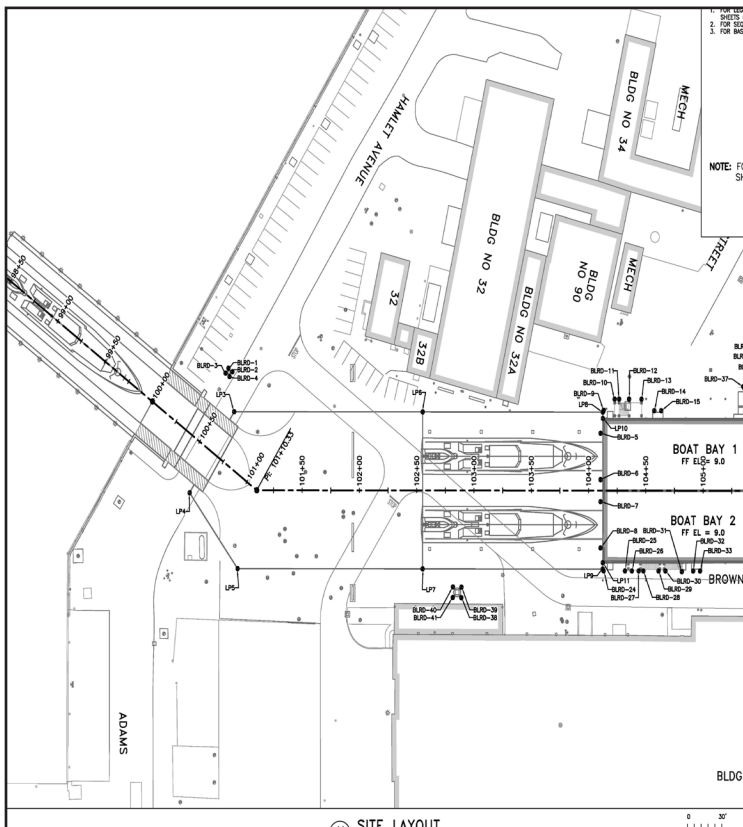 1. FOR
SHEETS
2. FOR SEQ
3. FOR BAS
NOTE: FO
SH
HAMLET AVENUE
BLDG NO 34
MECH
BLDG NO 32
BLDG
NO 90
MECH
STREET
32
32B
BLDG NO 32A
98+50
99+00
99+50
100+00
100+50
101+00
PE 101+10.33
101+50
102+00
102+50
103+00
103+50
104+00
104+50
105+00
BLRD-1
BLRD-2
BLRD-3
BLRD-4
LP3
LP4
LP5
LP6
LP7
LP8
LP9
LP10
LP11
BLRD-5
BLRD-6
BLRD-7
BLRD-8
BLRD-9
BLRD-10
BLRD-11
BLRD-12
BLRD-13
BLRD-14
BLRD-15
BLRD-37
BOAT BAY 1
FF EL = 9.0
BOAT BAY 2
FF EL = 9.0
BLRD-24
BLRD-25
BLRD-26
BLRD-27
BLRD-28
BLRD-29
BLRD-30
BLRD-31
BLRD-32
BLRD-33
BROWN
BLRD-40
BLRD-41
BLRD-39
BLRD-38
ADAMS
BLDG
SITE LAYOUT
0 30'